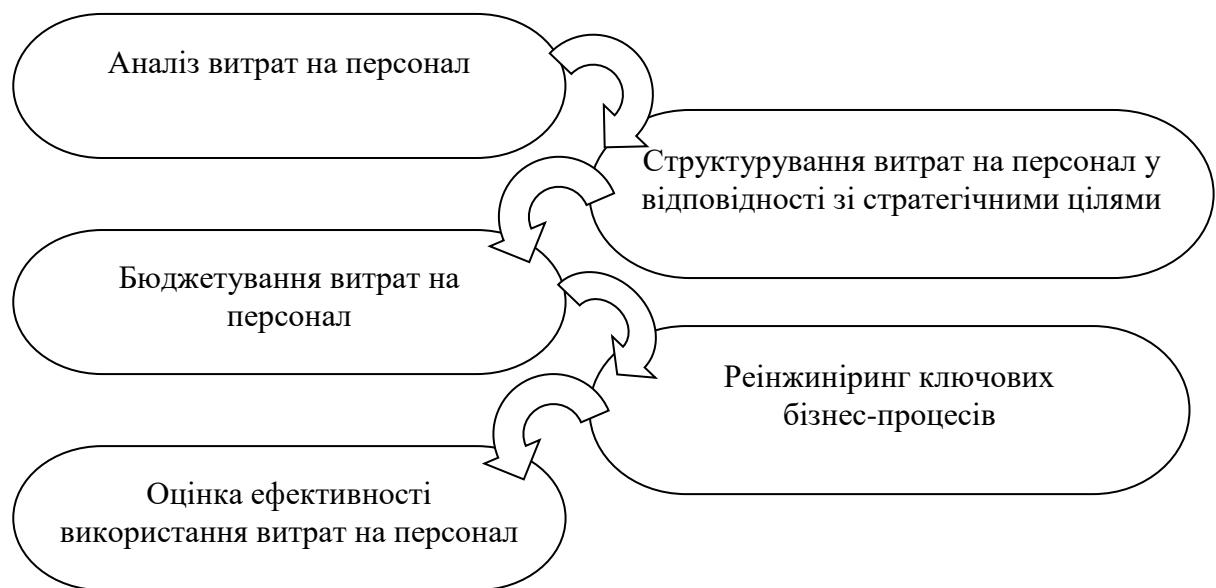 Аналіз витрат на персонал
Структурування витрат на персонал у
відповідності зі стратегічними цілями
Бюджетування витрат на
персонал
Реінжиніринг ключових
бізнес-процесів
Оцінка ефективності
використання витрат на персонал